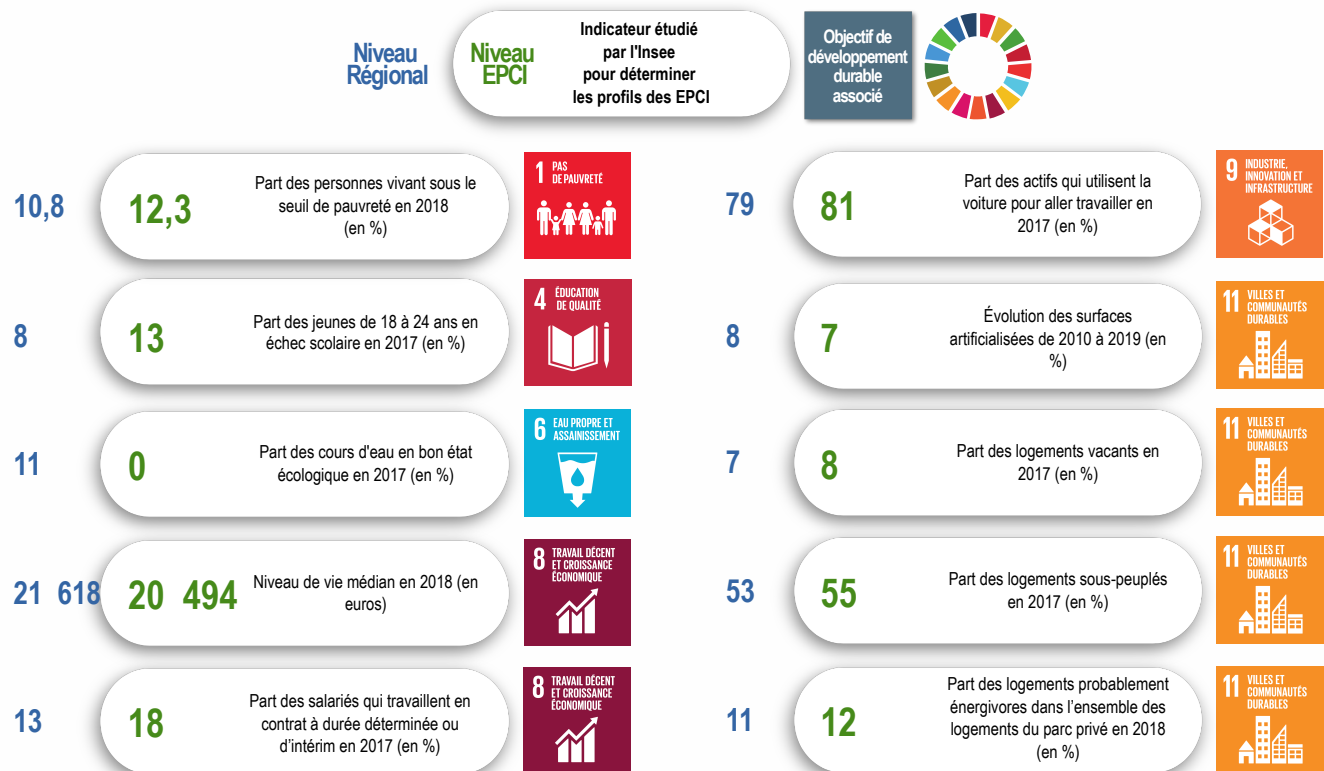 Niveau
Régional
Niveau
EPCI
Indicateur étudié
par l'Insee
pour déterminer
les profils des EPCI
Objectif de
développement
durable
associé
10,8
12,3
Part des personnes vivant sous le
seuil de pauvreté en 2018
(en %)
1 PAS
DE PAUVRETÉ
8
13
Part des jeunes de 18 à 24 ans en
échec scolaire en 2017 (en %)
4 ÉDUCATION
DE QUALITÉ
11
0
Part des cours d'eau en bon état
écologique en 2017 (en %)
6 EAU PROPRE ET
ASSAINISSEMENT
21 618
20 494
Niveau de vie médian en 2018 (en
euros)
8 TRAVAIL DÉCENT
ET CROISSANCE
ÉCONOMIQUE
13
18
Part des salariés qui travaillent en
contrat à durée déterminée ou
d’intérim en 2017 (en %)
8 TRAVAIL DÉCENT
ET CROISSANCE
ÉCONOMIQUE
79
81
Part des actifs qui utilisent la
voiture pour aller travailler en
2017 (en %)
9 INDUSTRIE,
INNOVATION ET
INFRASTRUCTURE
8
7
Évolution des surfaces
artificialisées de 2010 à 2019 (en
%)
11 VILLES ET
COMMUNAUTÉS
DURABLES
7
8
Part des logements vacants en
2017 (en %)
11 VILLES ET
COMMUNAUTÉS
DURABLES
53
55
Part des logements sous-peuplés
en 2017 (en %)
11 VILLES ET
COMMUNAUTÉS
DURABLES
11
12
Part des logements probablement
énergivores dans l’ensemble des
logements du parc privé en 2018
(en %)
11 VILLES ET
COMMUNAUTÉS
DURABLES